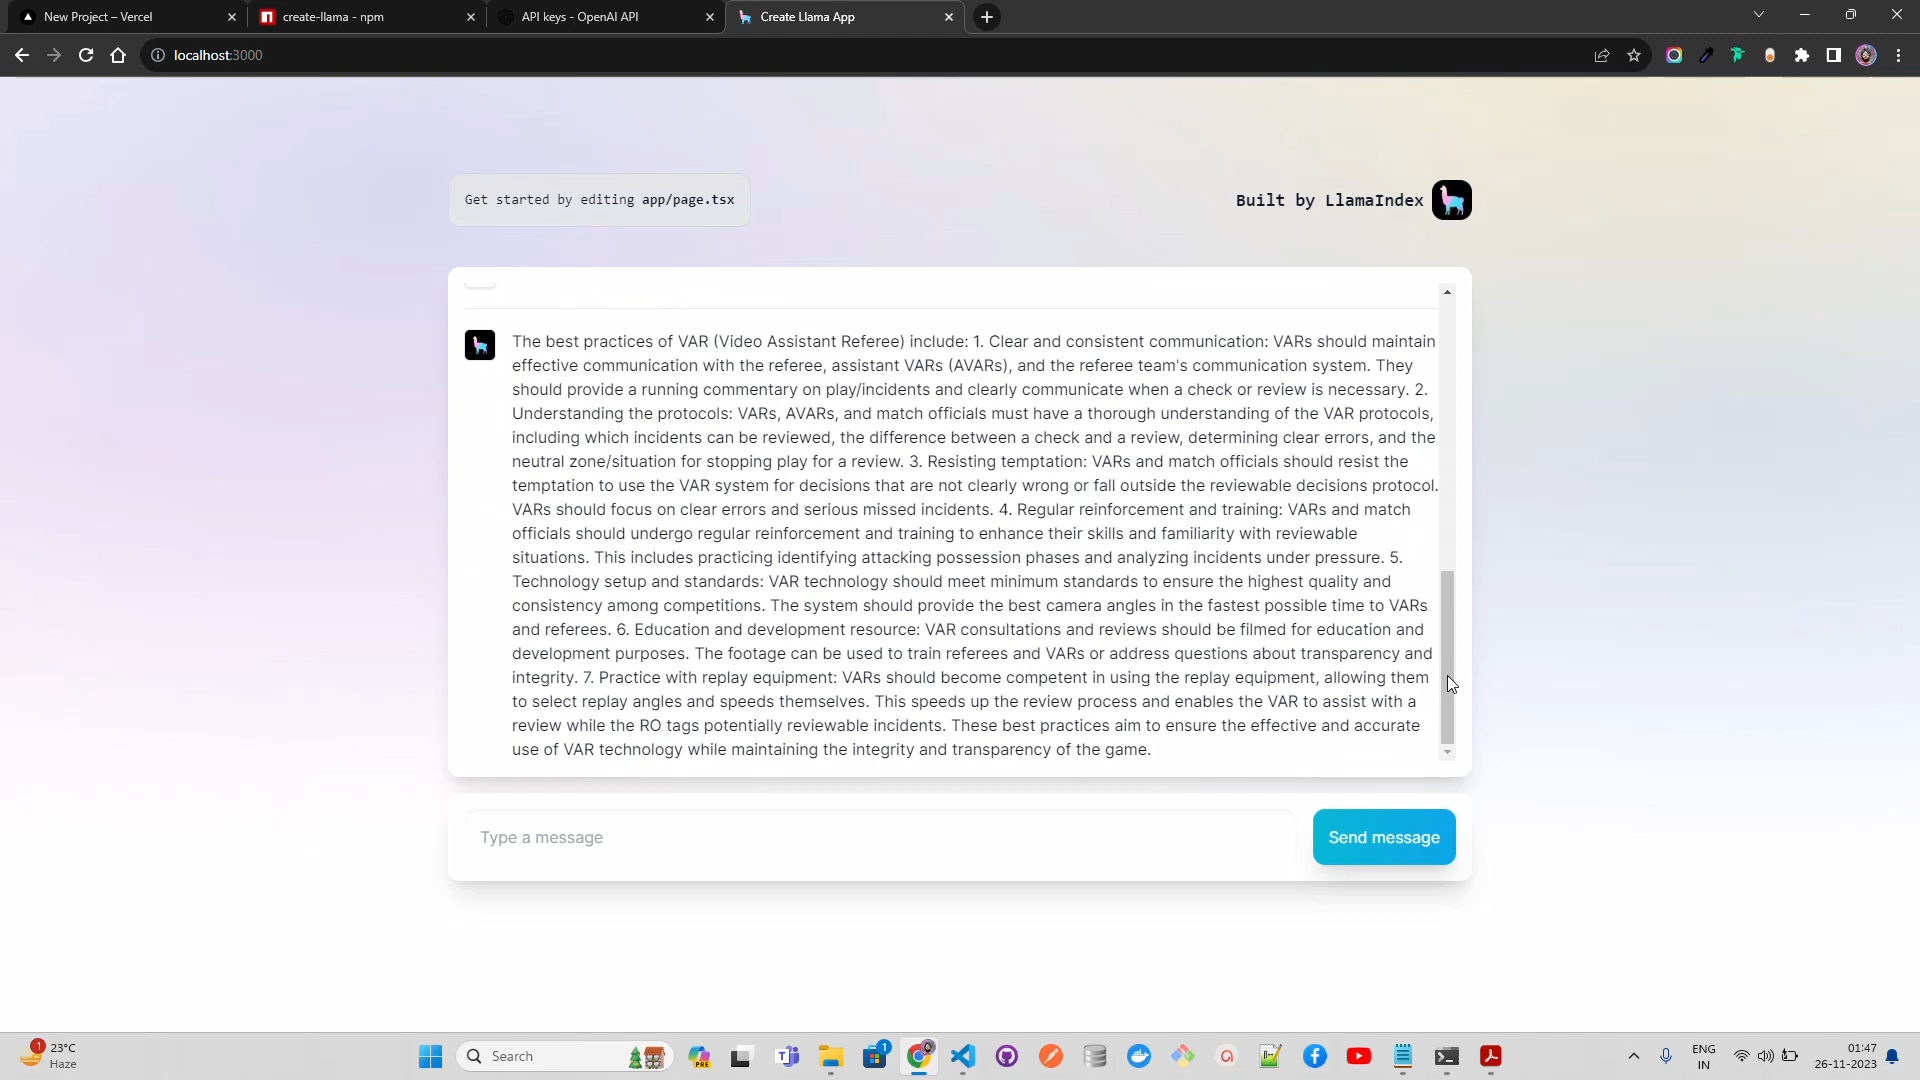 New Project – Vercel
create-llama - npm
API keys - OpenAI API
Create Llama App
localhost:3000
Get started by editing app/page.tsx
Built by LlamaIndex
The best practices of VAR (Video Assistant Referee) include: 1. Clear and consistent communication: VARs should maintain
effective communication with the referee, assistant VARs (AVARs), and the referee team's communication system. They
should provide a running commentary on play/incidents and clearly communicate when a check or review is necessary. 2.
Understanding the protocols: VARs, AVARs, and match officials must have a thorough understanding of the VAR protocols,
including which incidents can be reviewed, the difference between a check and a review, determining clear errors, and the
neutral zone/situation for stopping play for a review. 3. Resisting temptation: VARs and match officials should resist the
temptation to use the VAR system for decisions that are not clearly wrong or fall outside the reviewable decisions protocol.
VARs should focus on clear errors and serious missed incidents. 4. Regular reinforcement and training: VARs and match
officials should undergo regular reinforcement and training to enhance their skills and familiarity with reviewable
situations. This includes practicing identifying attacking possession phases and analyzing incidents under pressure. 5.
Technology setup and standards: VAR technology should meet minimum standards to ensure the highest quality and
consistency among competitions. The system should provide the best camera angles in the fastest possible time to VARs
and referees. 6. Education and development resource: VAR consultations and reviews should be filmed for education and
development purposes. The footage can be used to train referees and VARs or address questions about transparency and
integrity. 7. Practice with replay equipment: VARs should become competent in using the replay equipment, allowing them
to select replay angles and speeds themselves. This speeds up the review process and enables the VAR to assist with a
review while the RO tags potentially reviewable incidents. These best practices aim to ensure the effective and accurate
use of VAR technology while maintaining the integrity and transparency of the game.
Type a message
Send message
1
23°C
Haze
Search
PRE
1
ENG
IN
01:47
26-11-2023